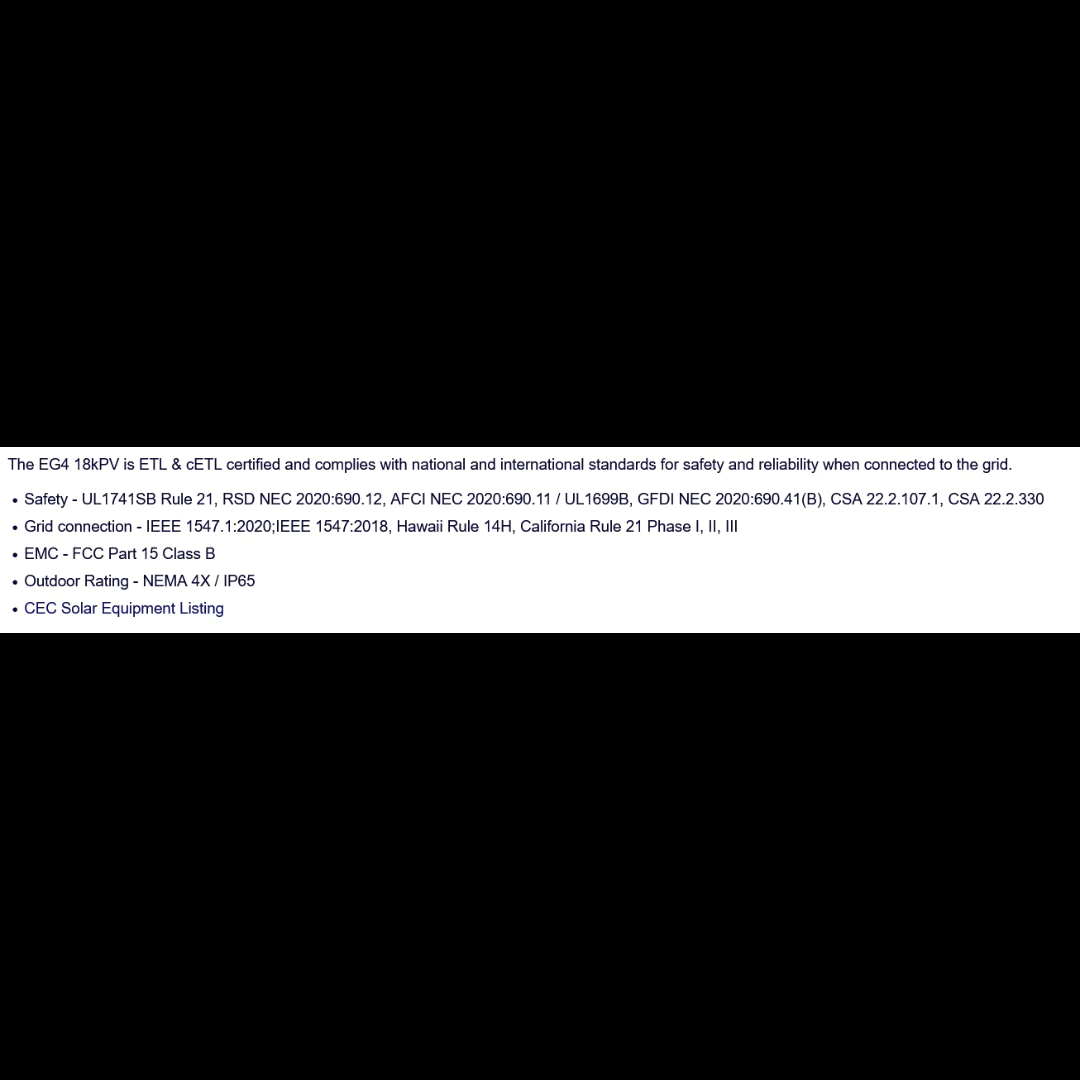 The EG4 18kPV is ETL & cETL certified and complies with national and international standards for safety and reliability when connected to the grid.
• Safety - UL1741SB Rule 21, RSD NEC 2020:690.12, AFCI NEC 2020:690.11 / UL1699B, GFDI NEC 2020:690.41(B), CSA 22.2.107.1, CSA 22.2.330
• Grid connection - IEEE 1547.1:2020;IEEE 1547:2018, Hawaii Rule 14H, California Rule 21 Phase I, II, III
• EMC - FCC Part 15 Class B
• Outdoor Rating - NEMA 4X / IP65
• CEC Solar Equipment Listing